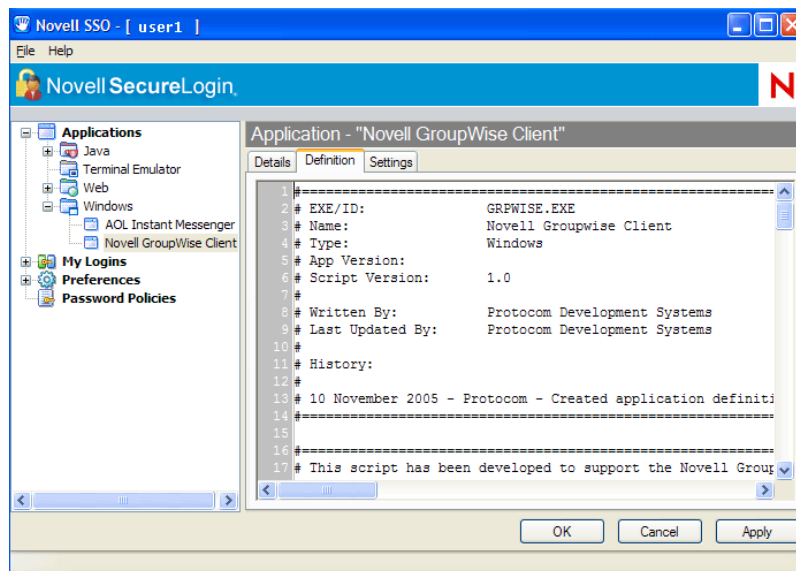 Novell SSO - [ user1 ]
File Help
Novell SecureLogin
N
Applications
Java
Terminal Emulator
Web
Windows
AOL Instant Messenger
Novell GroupWise Client
My Logins
Preferences
Password Policies
Application - "Novell GroupWise Client"
Details Definition Settings
1 #==========================================================
2 # EXE/ID: GRPWISE.EXE
3 # Name: Novell Groupwise Client
4 # Type: Windows
5 # App Version:
6 # Script Version: 1.0
7 #
8 # Written By: Protocom Development Systems
9 # Last Updated By: Protocom Development Systems
10 #
11 # History:
12 #
13 # 10 November 2005 - Protocom - Created application definiti
14 #==========================================================
15
16 #==========================================================
17 # This script has been developed to support the Novell Group
OK Cancel Apply